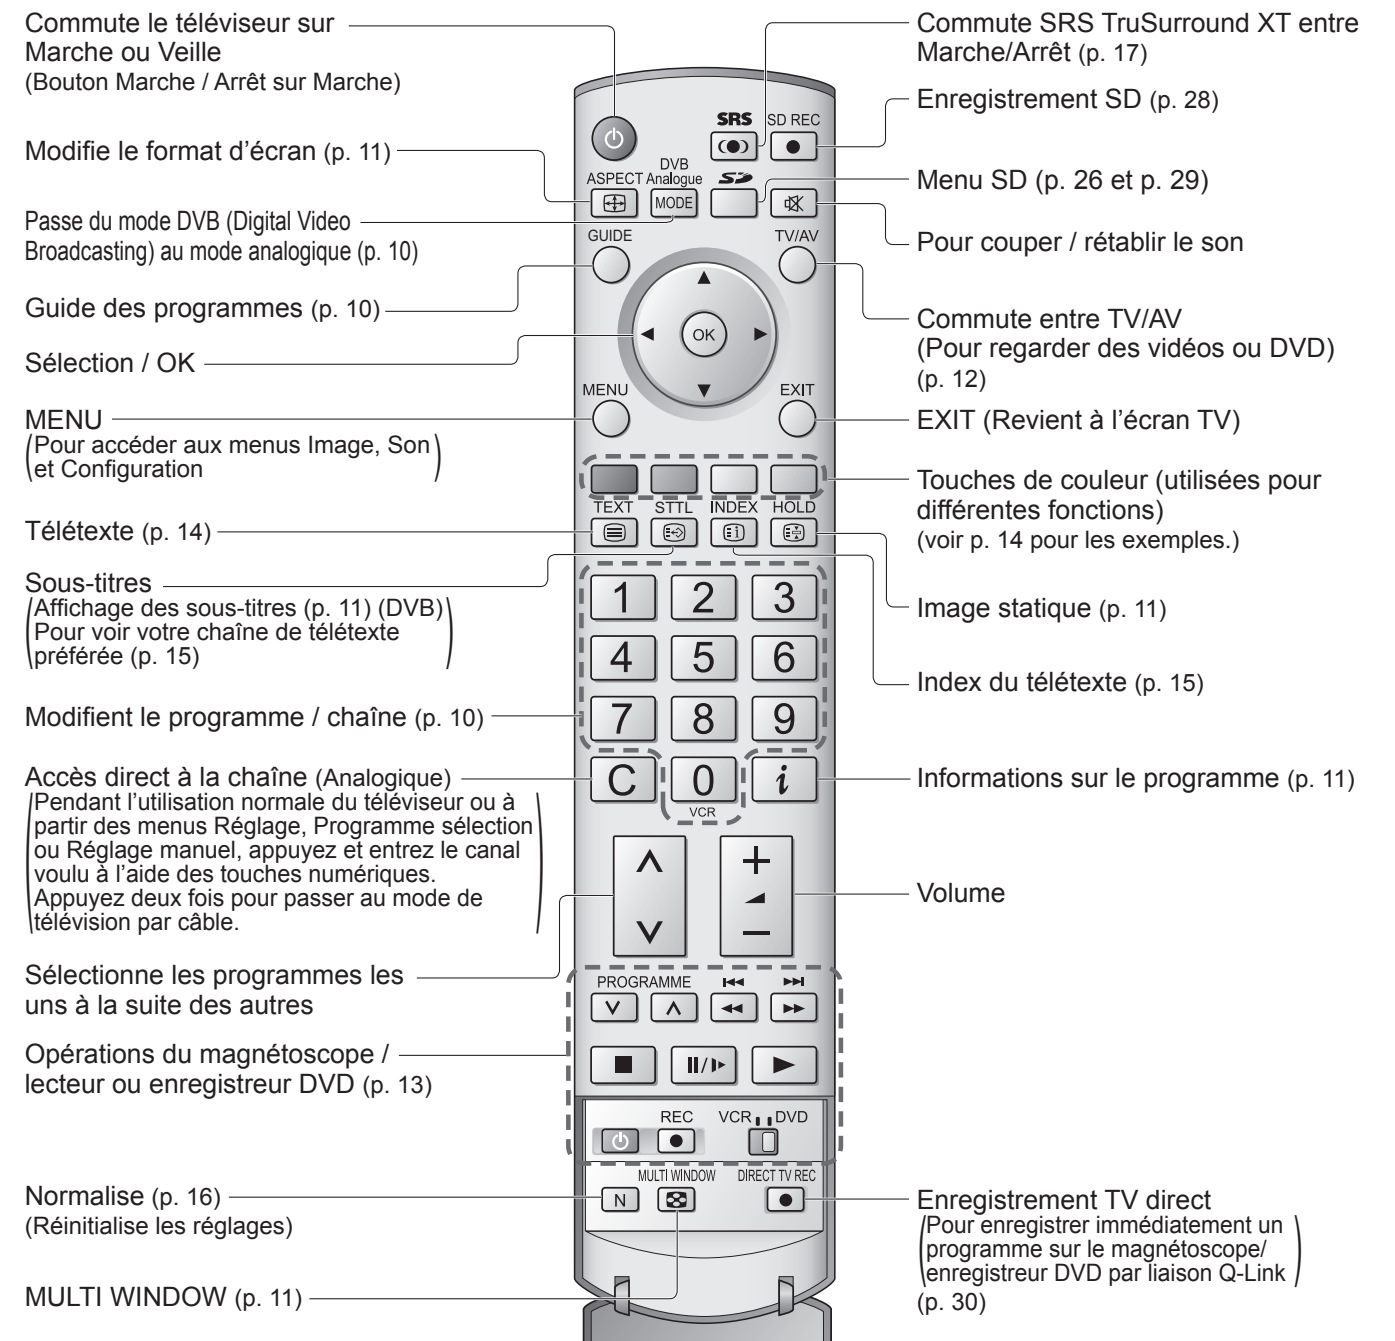 Commute le téléviseur sur
Marche ou Veille
(Bouton Marche / Arrêt sur Marche)
Modifie le format d'écran (p. 11)
Passe du mode DVB (Digital Video
Broadcasting) au mode analogique (p. 10)
Guide des programmes (p. 10)
Sélection / OK
MENU
(Pour accéder aux menus Image, Son
et Configuration)
Télétexte (p. 14)
Sous-titres
(Affichage des sous-titres (p. 11) (DVB)
Pour voir votre chaîne de télétexte
préférée (p. 15))
Modifient le programme / chaîne (p. 10)
Accès direct à la chaîne (Analogique)
(Pendant l'utilisation normale du téléviseur ou à
partir des menus Réglage, Programme sélection
ou Réglage manuel, appuyez et entrez le canal
voulu à l'aide des touches numériques.
Appuyez deux fois pour passer au mode de
télévision par câble.)
Sélectionne les programmes les
uns à la suite des autres
Opérations du magnétoscope /
lecteur ou enregistreur DVD (p. 13)
Normalise (p. 16)
(Réinitialise les réglages)
MULTI WINDOW (p. 11)
SRS SD REC
DVB
ASPECT Analogue SD
MODE
GUIDE TV/AV
OK
MENU EXIT
TEXT STTL INDEX HOLD
1 2 3
4 5 6
7 8 9
C 0 i
VCR
+
−
PROGRAMME
REC VCR DVD
MULTI WINDOW DIRECT TV REC
N
Commute SRS TruSurround XT entre
Marche/Arrêt (p. 17)
Enregistrement SD (p. 28)
Menu SD (p. 26 et p. 29)
Pour couper / rétablir le son
Commute entre TV/AV
(Pour regarder des vidéos ou DVD)
(p. 12)
EXIT (Revient à l'écran TV)
Touches de couleur (utilisées pour
différentes fonctions)
(voir p. 14 pour les exemples.)
Image statique (p. 11)
Index du télétexte (p. 15)
Informations sur le programme (p. 11)
Volume
Enregistrement TV direct
(Pour enregistrer immédiatement un
programme sur le magnétoscope/
enregistreur DVD par liaison Q-Link)
(p. 30)